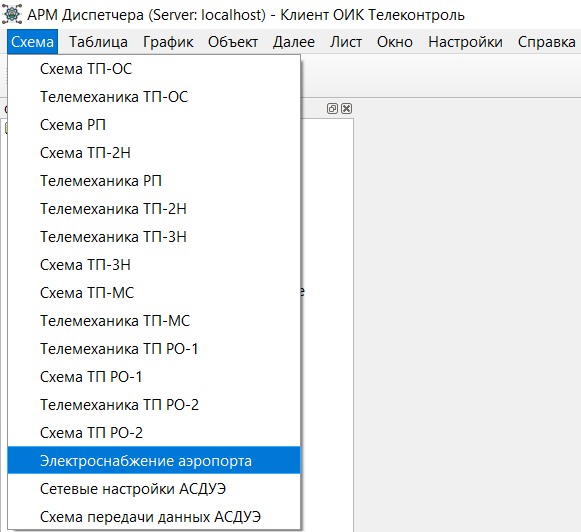 АРМ Диспетчера (Server: localhost) - Клиент ОИК Телеконтроль
Схема Таблица График Объект Далее Лист Окно Настройки Справка
Схема ТП-ОС
Телемеханика ТП-ОС
Схема РП
Схема ТП-2Н
Телемеханика РП
Телемеханика ТП-2Н
Телемеханика ТП-3Н
Схема ТП-3Н
Схема ТП-МС
Телемеханика ТП-МС
Телемеханика ТП РО-1
Схема ТП РО-1
Телемеханика ТП РО-2
Схема ТП РО-2
Электроснабжение аэропорта
Сетевые настройки АСДУЭ
Схема передачи данных АСДУЭ